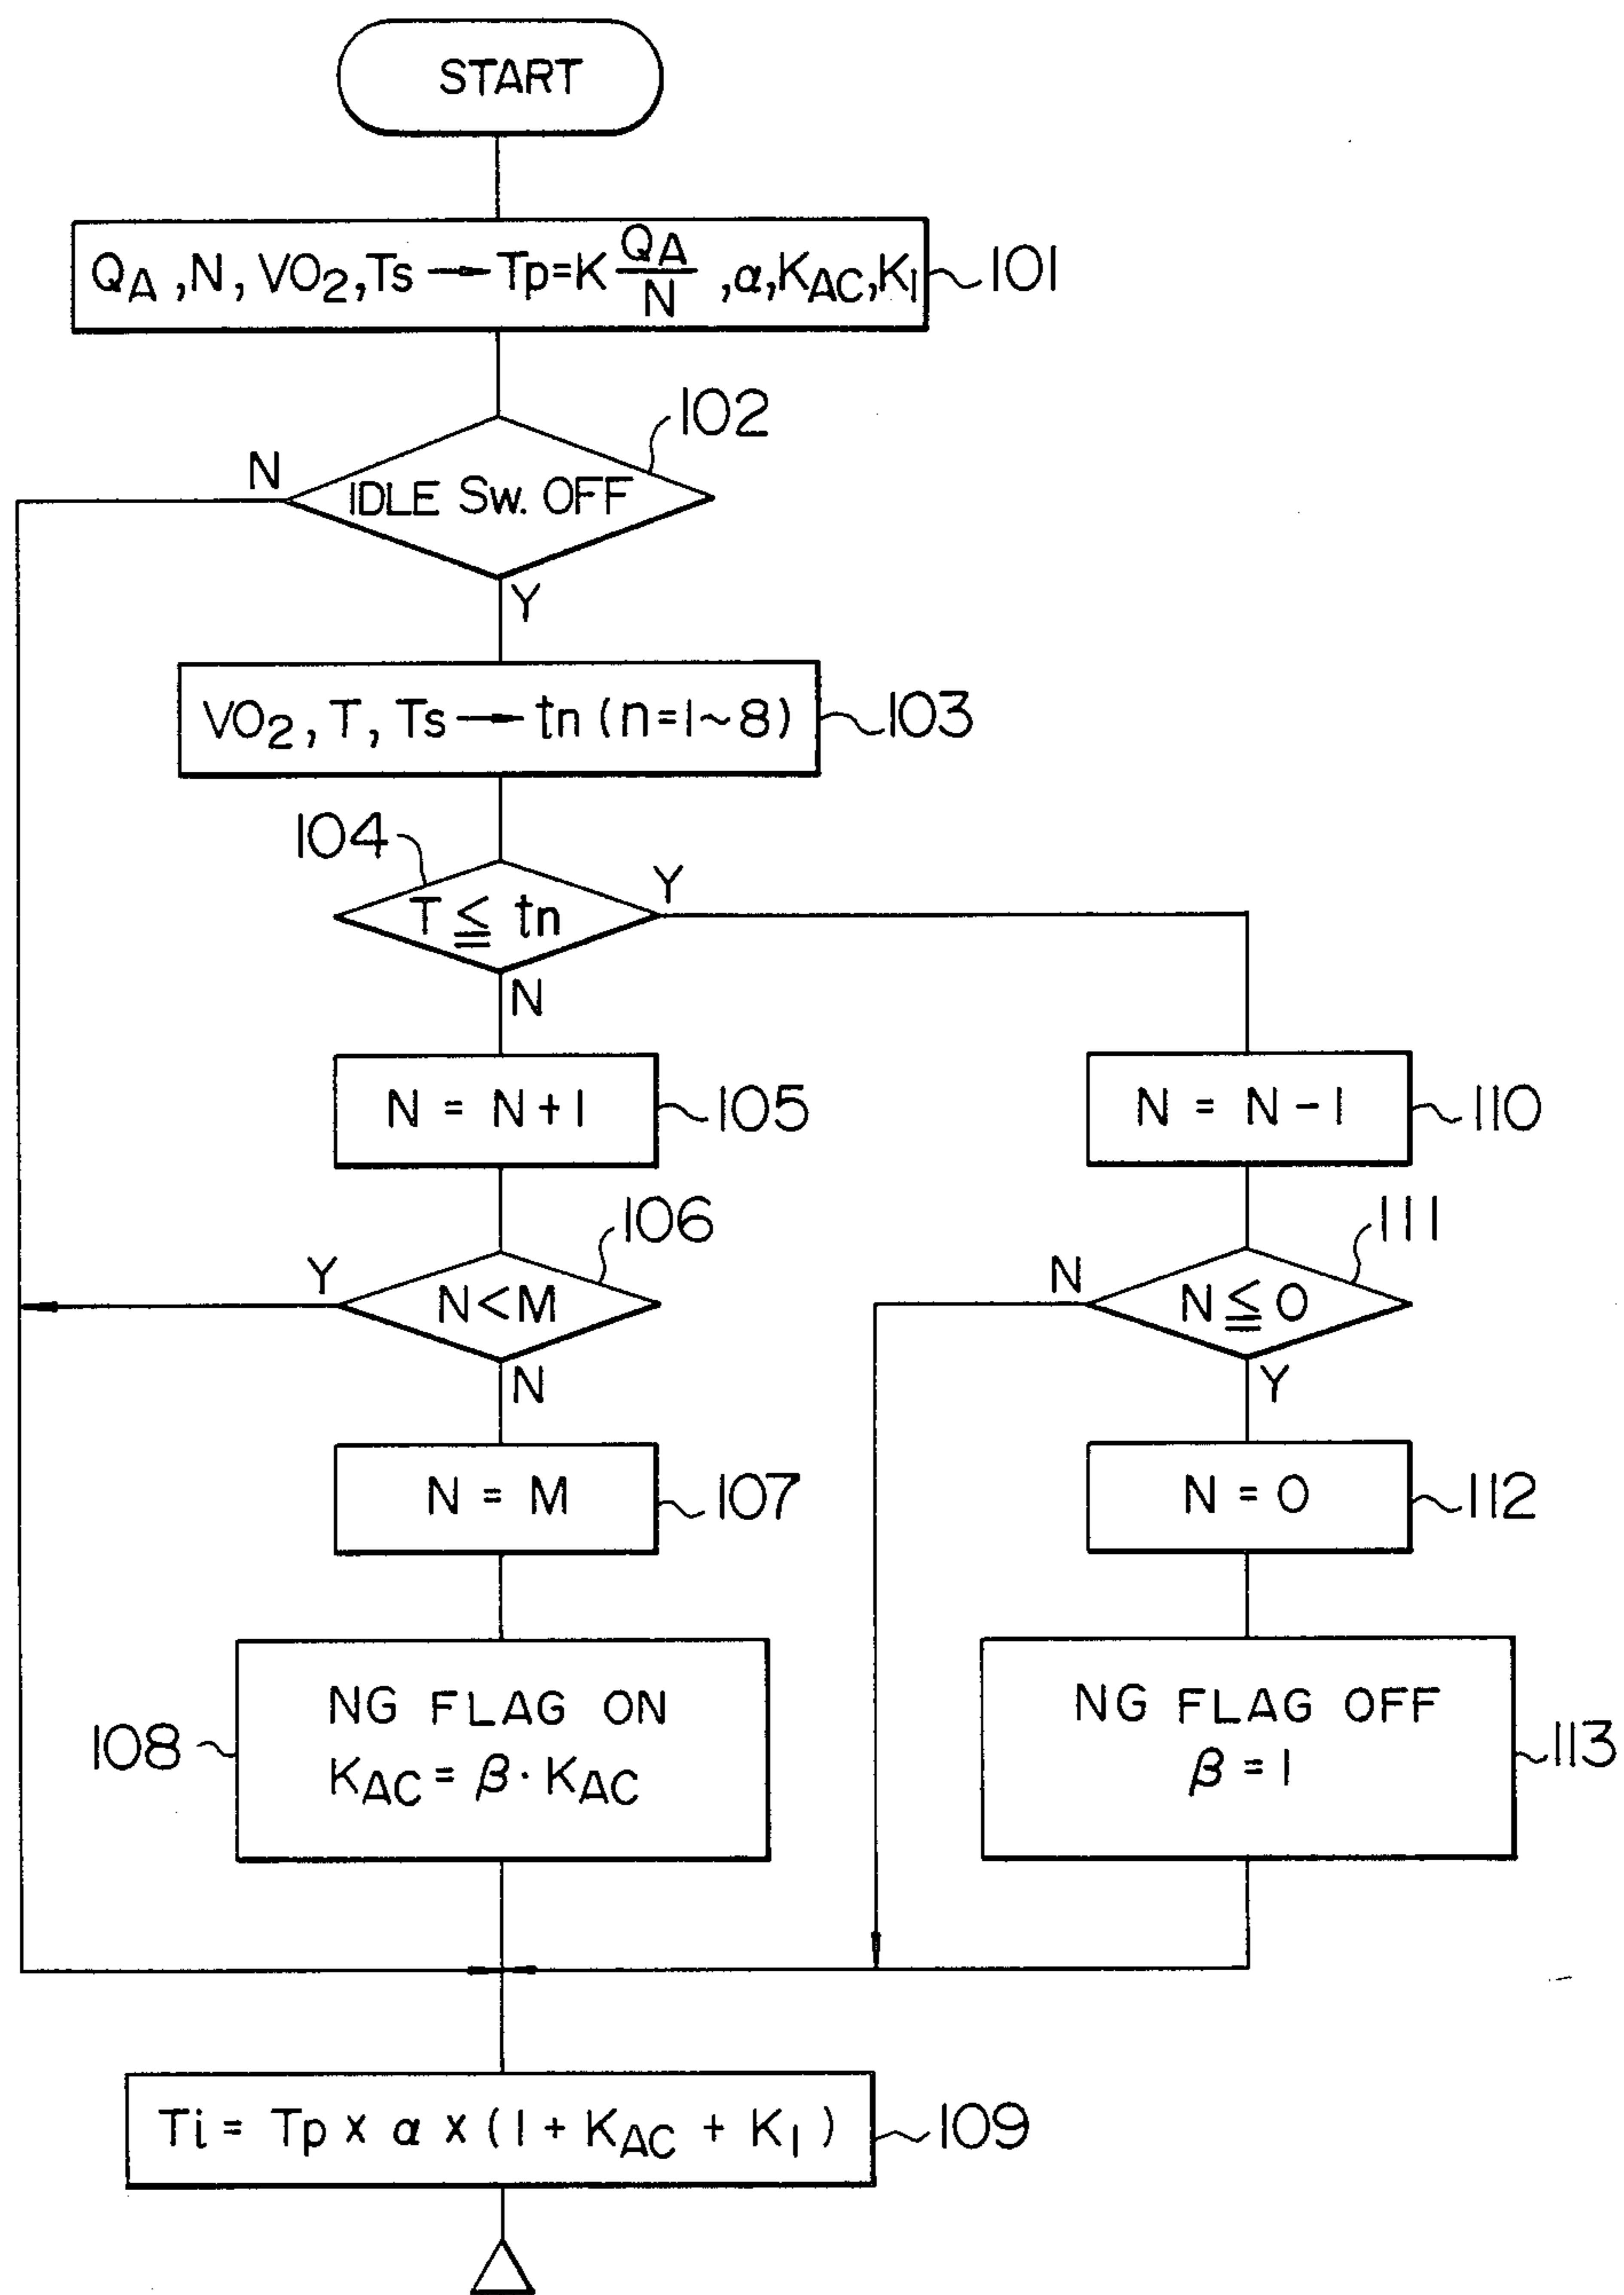 START
QA, N, VO2, Ts → Tp=K QA/N, α, KAC, K1
101
102
N
IDLE Sw. OFF
Y
VO2, T, Ts → tn (n=1~8)
103
104
Y
T ≦ tn
N
N = N+1
105
N = N-1
110
106
111
Y
N<M
N
N≦0
N
Y
N = M
107
N = 0
112
108
NG FLAG ON
KAC = β · KAC
NG FLAG OFF
β = 1
113
Ti = Tp x α x (1 + KAC + K1)
109